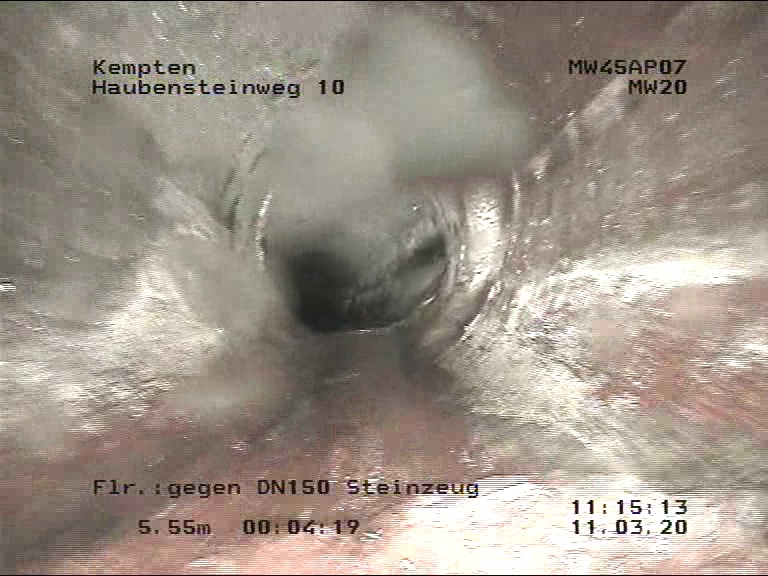 Kempten
Haubensteinweg 10
MW45AP07
MW20
Flr.:gegen DN150 Steinzeug
5.55m 00:04:19
11:15:13
11.03.20